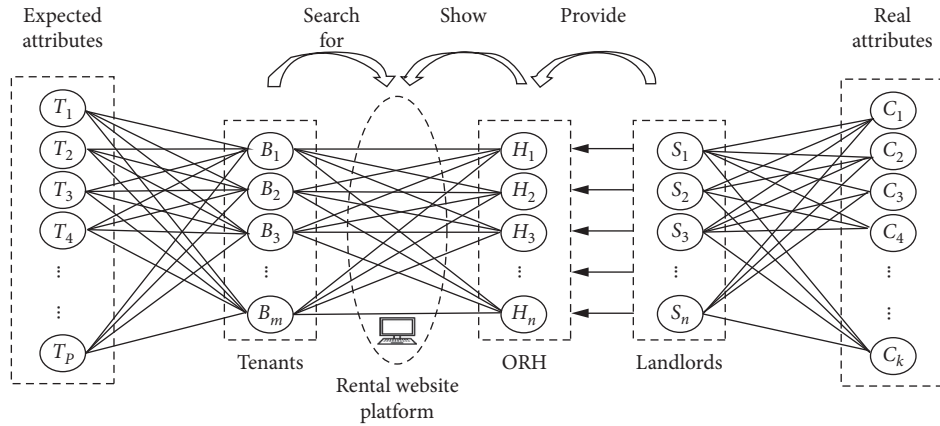 Expected
attributes
Search
for
Show
Provide
Real
attributes
T1
T2
T3
T4
...
...
TP
B1
B2
B3
...
Bm
H1
H2
H3
...
Hn
S1
S2
S3
...
Sn
C1
C2
C3
C4
...
...
Ck
Tenants
Rental website
platform
ORH
Landlords